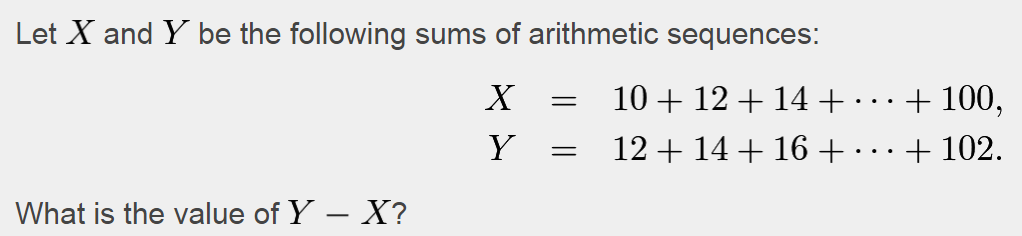 Let X and Y be the following sums of arithmetic sequences:
X = 10 + 12 + 14 + ⋯ + 100,
Y = 12 + 14 + 16 + ⋯ + 102.
What is the value of Y − X?